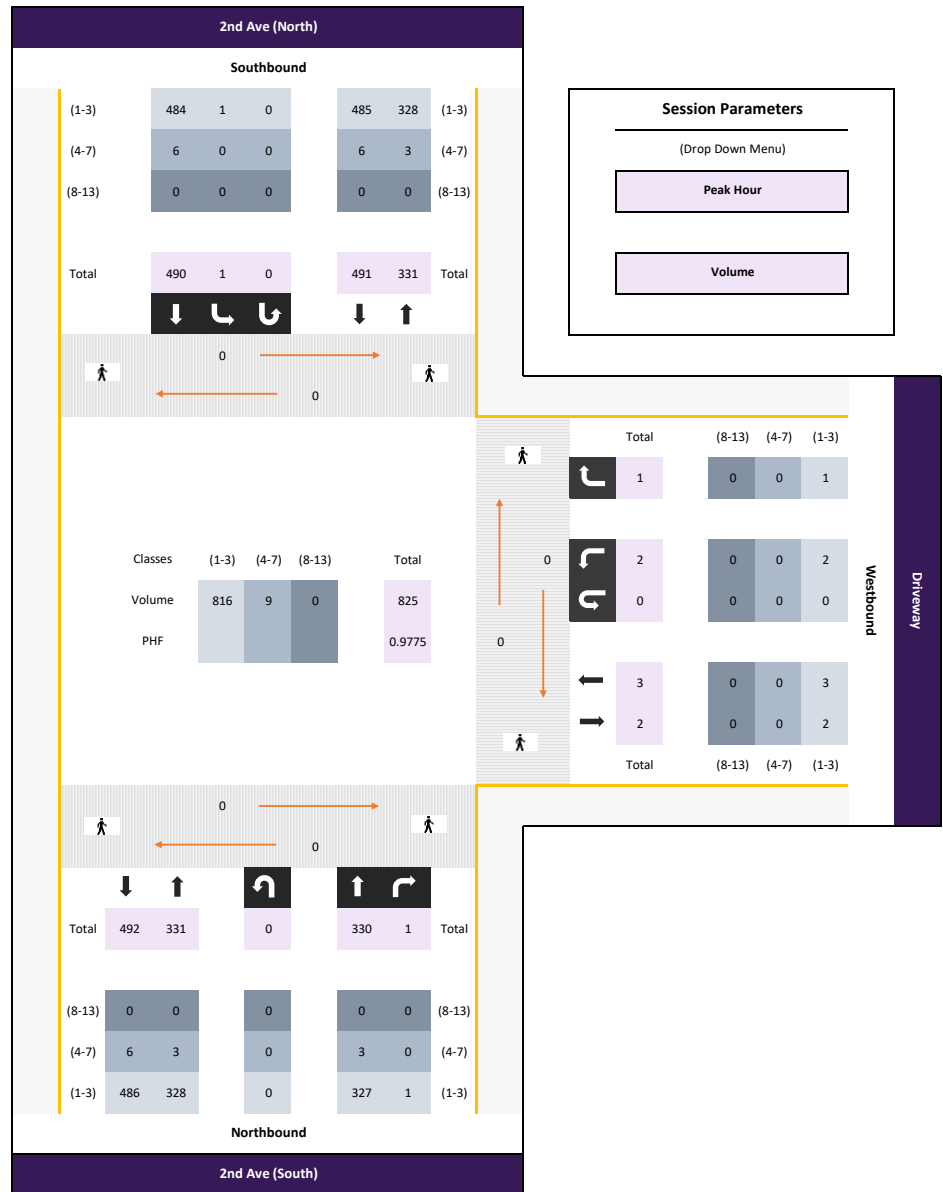 2nd Ave (North)
Southbound
(1-3) 484 1 0 485 328 (1-3)
(4-7) 6 0 0 6 3 (4-7)
(8-13) 0 0 0 0 0 (8-13)
Total 490 1 0 491 331 Total
0
0
Session Parameters
(Drop Down Menu)
Peak Hour
Volume
Total (8-13) (4-7) (1-3)
1 0 0 1
0 2 0 0 2
0 0 0 0
0
3 0 0 3
2 0 0 2
Total (8-13) (4-7) (1-3)
Westbound
Driveway
Classes (1-3) (4-7) (8-13) Total
Volume 816 9 0 825
PHF 0.9775
0
0
Total 492 331 0 330 1 Total
(8-13) 0 0 0 0 0 (8-13)
(4-7) 6 3 0 3 0 (4-7)
(1-3) 486 328 0 327 1 (1-3)
Northbound
2nd Ave (South)